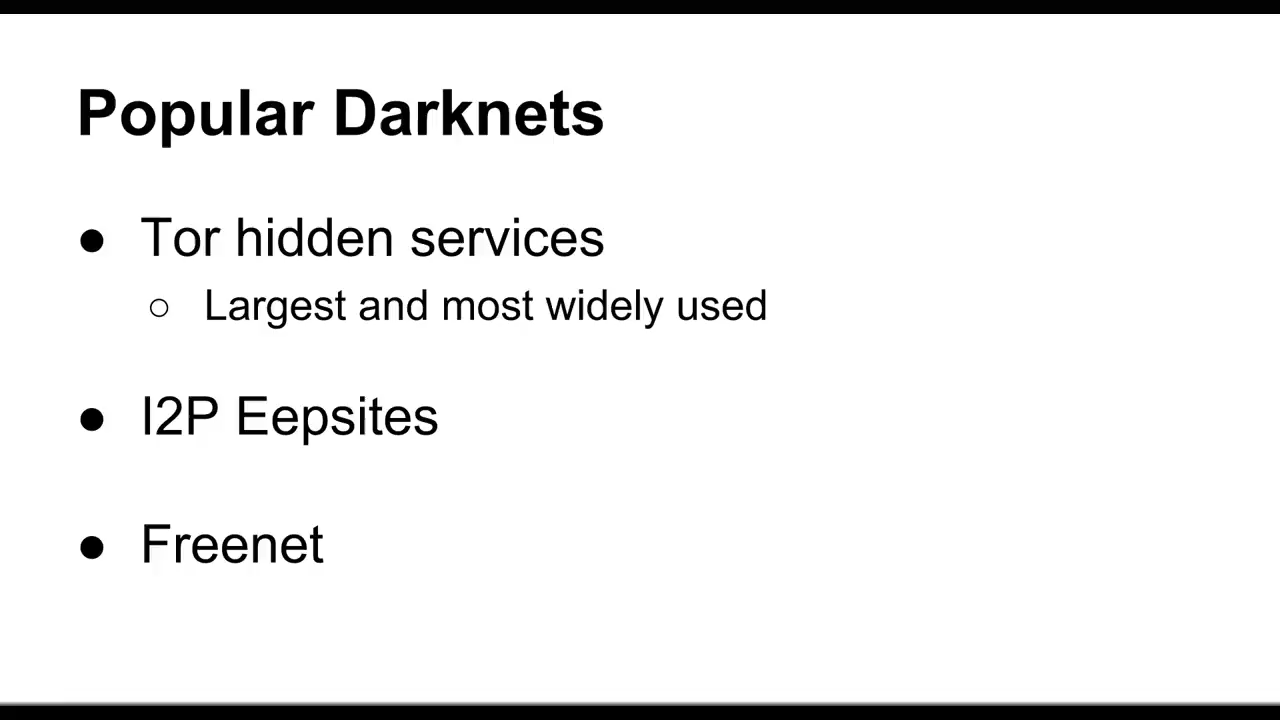 Popular Darknets
● Tor hidden services
○ Largest and most widely used
● I2P Eepsites
● Freenet